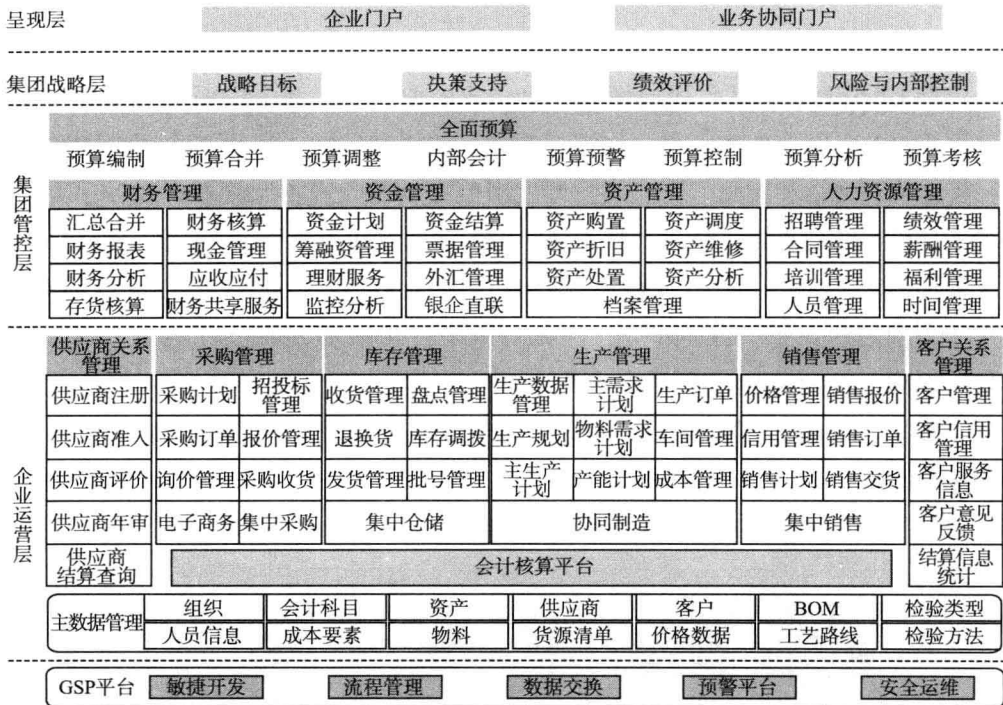 呈现层 企业门户 业务协同门户
集团战略层 战略目标 决策支持 绩效评价 风险与内部控制
集团管控层
全面预算
预算编制 预算合并 预算调整 内部会计 预算预警 预算控制 预算分析 预算考核
财务管理 资金管理 资产管理 人力资源管理
汇总合并 财务核算 资金计划 资金结算 资产购置 资产调度 招聘管理 绩效管理
财务报表 现金管理 筹融资管理 票据管理 资产折旧 资产维修 合同管理 薪酬管理
财务分析 应收应付 理财服务 外汇管理 资产处置 资产分析 培训管理 福利管理
存货核算 财务共享服务 监控分析 银企直联 档案管理 人员管理 时间管理
企业运营层
供应商关系管理 采购管理 库存管理 生产管理 销售管理 客户关系管理
供应商注册 采购计划 招投标管理 收货管理 盘点管理 生产数据管理 主需求计划 生产订单 价格管理 销售报价 客户管理
供应商准入 采购订单 报价管理 退换货 库存调拨 生产规划 物料需求计划 车间管理 信用管理 销售订单 客户信用管理
供应商评价 询价管理 采购收货 发货管理 批号管理 主生产计划 产能计划 成本管理 销售计划 销售交货 客户服务信息
供应商年审 电子商务 集中采购 集中仓储 协同制造 集中销售 客户意见反馈
供应商结算查询 会计核算平台 结算信息统计
主数据管理
组织 会计科目 资产 供应商 客户 BOM 检验类型
人员信息 成本要素 物料 货源清单 价格数据 工艺路线 检验方法
GSP平台 敏捷开发 流程管理 数据交换 预警平台 安全运维